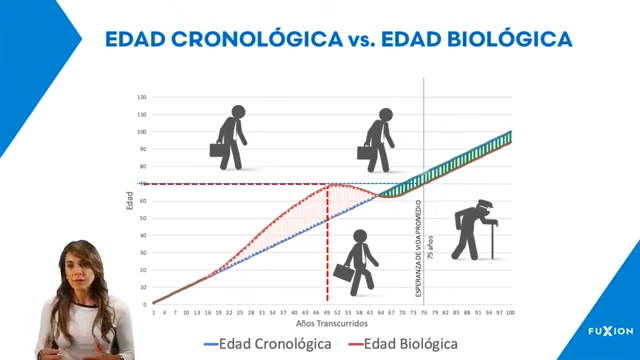 EDAD CRONOLÓGICA vs. EDAD BIOLÓGICA
120
110
100
90
80
70
60
50
40
30
20
10
0
Edad
ESPERANZA DE VIDA PROMEDIO
75 años
1 4 7 10 13 16 19 22 25 28 31 34 37 40 43 46 49 52 55 58 61 64 67 70 73 76 79 82 85 88 91 94 97 100
Años Transcurridos
Edad Cronológica Edad Biológica
FUXION